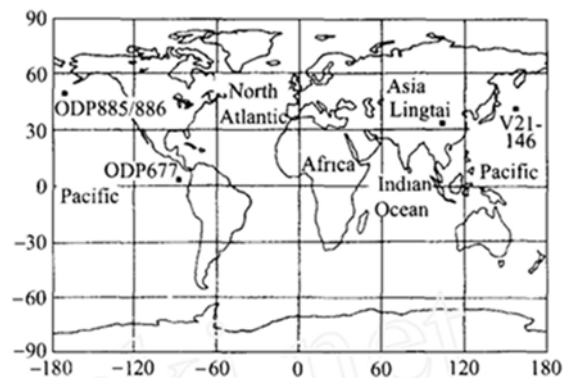 90
60
30
0
-30
-60
-90
-180
-120
-60
0
60
120
180
ODP885/886
North
Atlantic
Asia
Lingtai
V21-
146
ODP677
Africa
Pacific
Indian
Pacific
Ocean